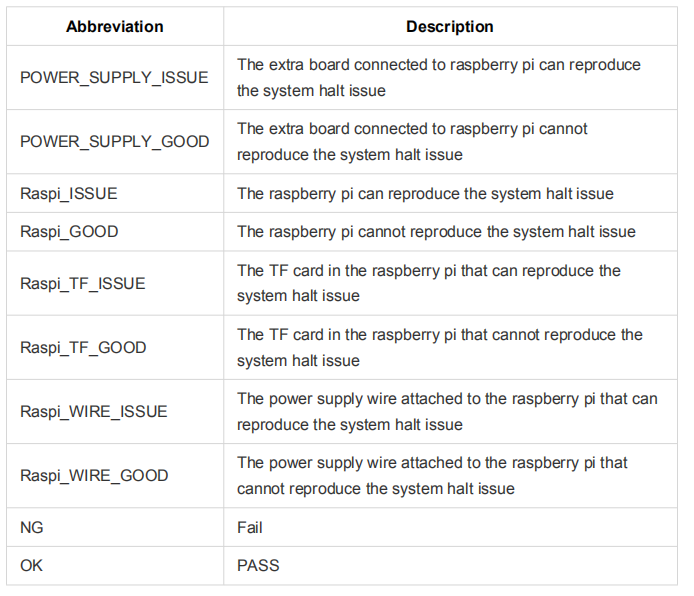 Abbreviation Description
POWER_SUPPLY_ISSUE The extra board connected to raspberry pi can reproduce
the system halt issue
POWER_SUPPLY_GOOD The extra board connected to raspberry pi cannot
reproduce the system halt issue
Raspi_ISSUE The raspberry pi can reproduce the system halt issue
Raspi_GOOD The raspberry pi cannot reproduce the system halt issue
Raspi_TF_ISSUE The TF card in the raspberry pi that can reproduce the
system halt issue
Raspi_TF_GOOD The TF card in the raspberry pi that cannot reproduce the
system halt issue
Raspi_WIRE_ISSUE The power supply wire attached to the raspberry pi that can
reproduce the system halt issue
Raspi_WIRE_GOOD The power supply wire attached to the raspberry pi that
cannot reproduce the system halt issue
NG Fail
OK PASS